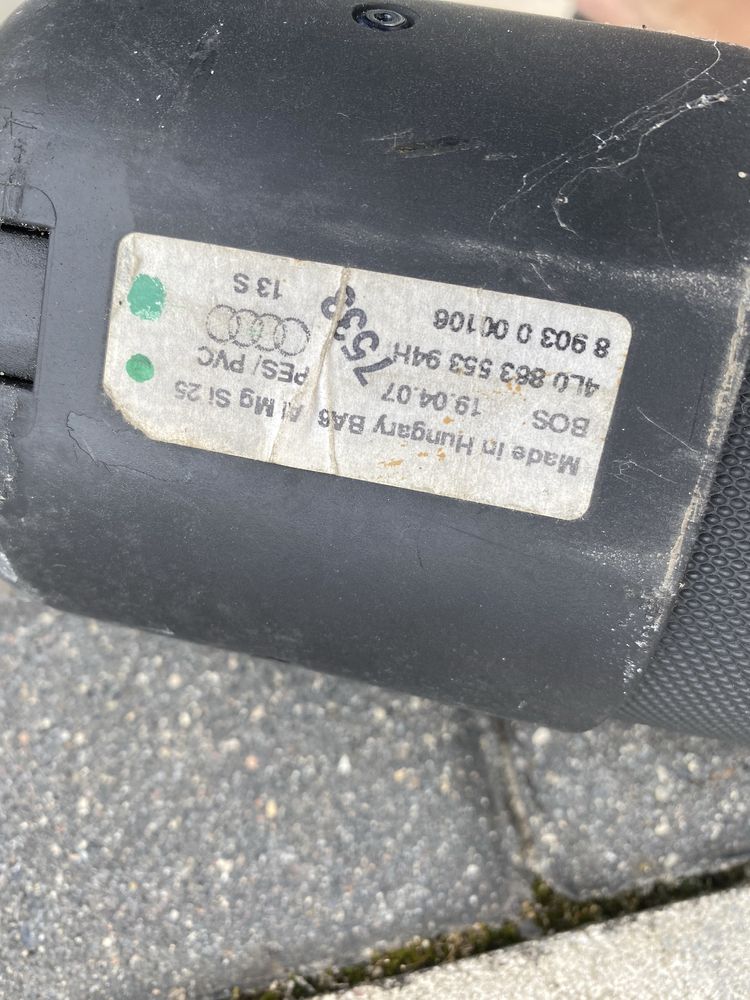 Made in Hungary BA6 Al Mg Si 25
BOS 19.04.07 PES/PVC
4L0 863 553 94H
8 903 0 00106 13 S